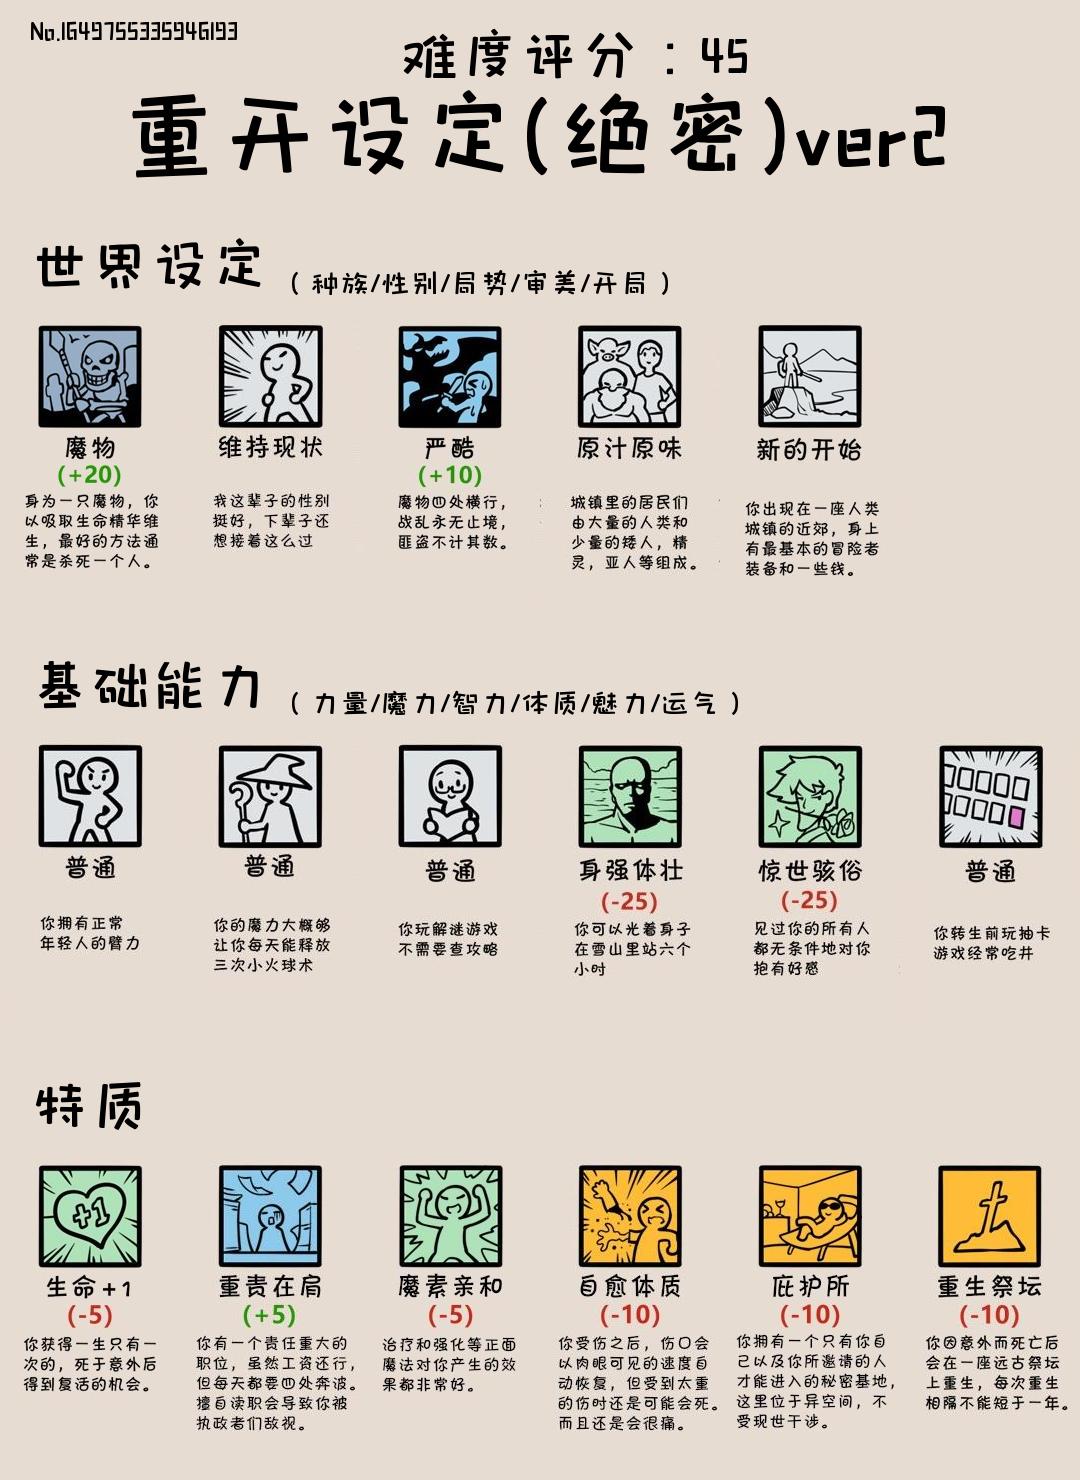 No.1649755335946193
难度评分：45
重开设定(绝密)ver2
世界设定（种族/性别/局势/审美/开局）
魔物
(+20)
身为一只魔物，你
以吸取生命精华维
生，最好的方法通
常是杀死一个人。
维持现状
我这辈子的性别
挺好，下辈子还
想接着这么过
严酷
(+10)
魔物四处横行，
战乱永无止境，
匪盗不计其数。
原汁原味
城镇里的居民们
由大量的人类和
少量的矮人，精
灵，亚人等组成。
新的开始
你出现在一座人类
城镇的近郊，身上
有最基本的冒险者
装备和一些钱。
基础能力（力量/魔力/智力/体质/魅力/运气）
普通
你拥有正常
年轻人的臂力
普通
你的魔力大概够
让你每天能释放
三次小火球术
普通
你玩解谜游戏
不需要查攻略
身强体壮
(-25)
你可以光着身子
在雪山里站六个
小时
惊世骇俗
(-25)
见过你的所有人
都无条件地对你
抱有好感
普通
你转生前玩抽卡
游戏经常吃井
特质
+1
生命+1
(-5)
你获得一生只有一
次的，死于意外后
得到复活的机会。
重责在肩
(+5)
你有一个责任重大的
职位，虽然工资还行，
但每天都要四处奔波。
擅自渎职会导致你被
执政者们敌视。
魔素亲和
(-5)
治疗和强化等正面
魔法对你产生的效
果都非常好。
自愈体质
(-10)
你受伤之后，伤口会
以肉眼可见的速度自
动恢复，但受到太重
的伤时还是可能会死。
而且还是会很痛。
庇护所
(-10)
你拥有一个只有你自
己以及你所邀请的人
才能进入的秘密基地，
这里位于异空间，不
受现世干涉。
重生祭坛
(-10)
你因意外而死亡后
会在一座远古祭坛
上重生，每次重生
相隔不能短于一年。